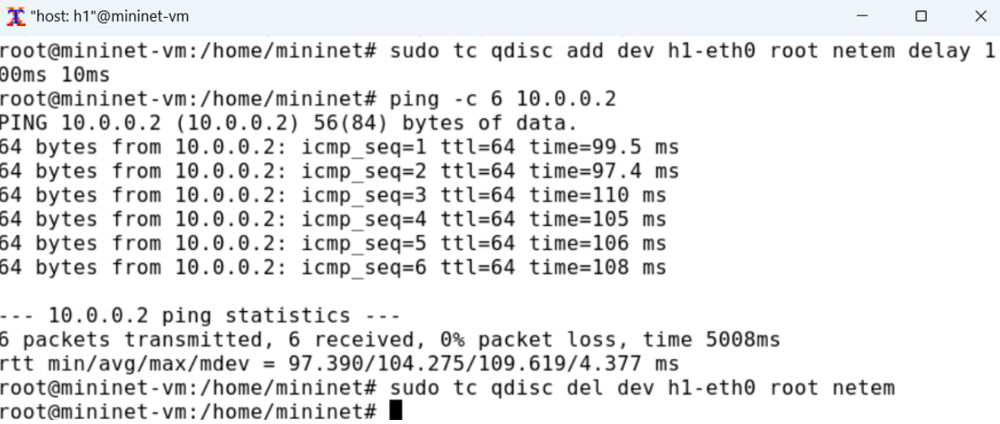 "host: h1"@mininet-vm
root@mininet-vm:/home/mininet# sudo tc qdisc add dev h1-eth0 root netem delay 1
00ms 10ms
root@mininet-vm:/home/mininet# ping -c 6 10.0.0.2
PING 10.0.0.2 (10.0.0.2) 56(84) bytes of data.
64 bytes from 10.0.0.2: icmp_seq=1 ttl=64 time=99.5 ms
64 bytes from 10.0.0.2: icmp_seq=2 ttl=64 time=97.4 ms
64 bytes from 10.0.0.2: icmp_seq=3 ttl=64 time=110 ms
64 bytes from 10.0.0.2: icmp_seq=4 ttl=64 time=105 ms
64 bytes from 10.0.0.2: icmp_seq=5 ttl=64 time=106 ms
64 bytes from 10.0.0.2: icmp_seq=6 ttl=64 time=108 ms
--- 10.0.0.2 ping statistics ---
6 packets transmitted, 6 received, 0% packet loss, time 5008ms
rtt min/avg/max/mdev = 97.390/104.275/109.619/4.377 ms
root@mininet-vm:/home/mininet# sudo tc qdisc del dev h1-eth0 root netem
root@mininet-vm:/home/mininet#